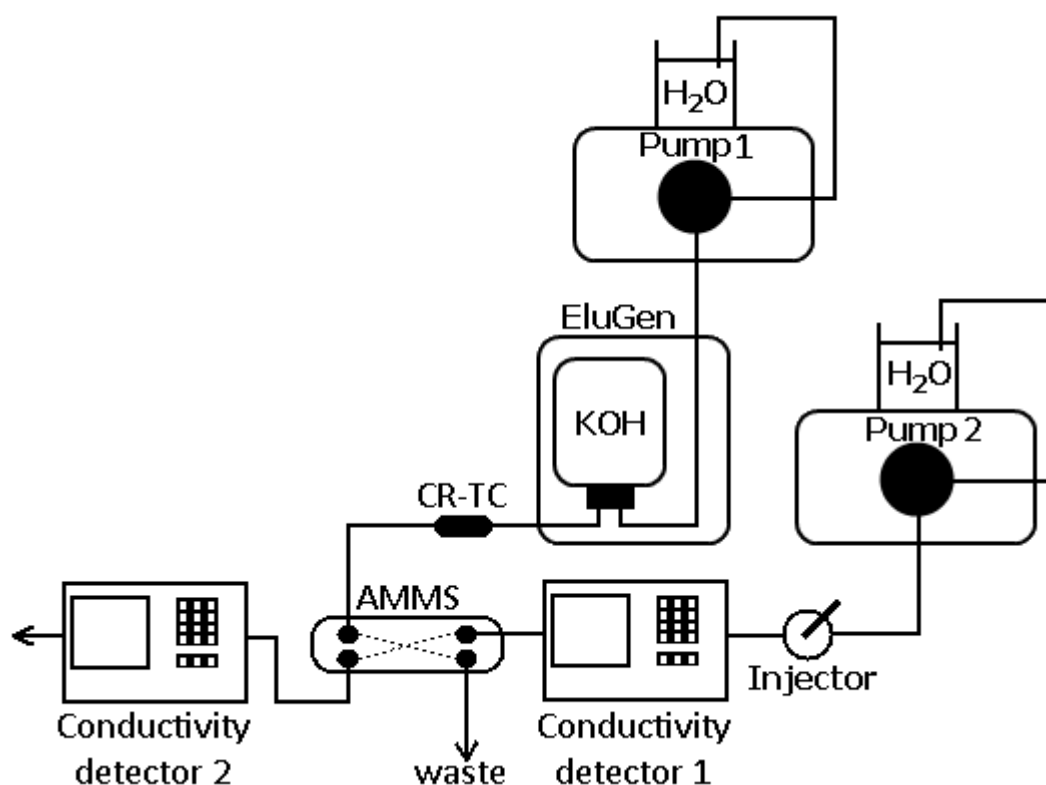 H₂O
Pump 1
EluGen
H₂O
KOH
Pump 2
CR-TC
AMMS
Injector
Conductivity
detector 2
waste
Conductivity
detector 1